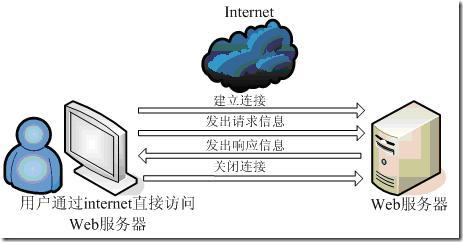 Internet
建立连接
发出请求信息
发出响应信息
关闭连接
用户通过internet直接访问
Web服务器
Web服务器